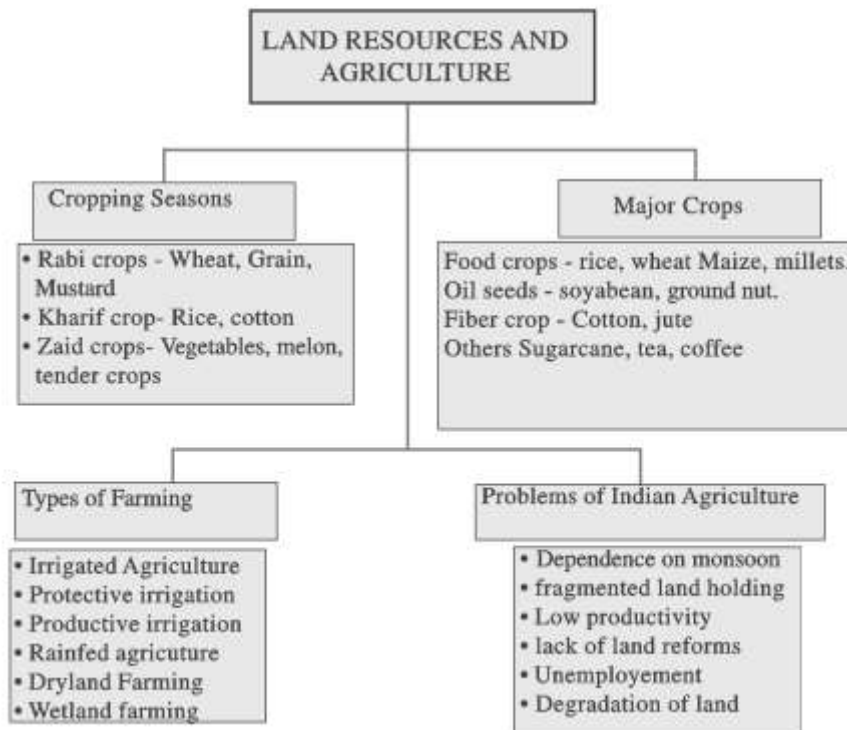 LAND RESOURCES AND
AGRICULTURE
Cropping Seasons
• Rabi crops - Wheat, Grain,
Mustard
• Kharif crop- Rice, cotton
• Zaid crops- Vegetables, melon,
tender crops
Major Crops
Food crops - rice, wheat Maize, millets.
Oil seeds - soyabean, ground nut.
Fiber crop - Cotton, jute
Others Sugarcane, tea, coffee
Types of Farming
• Irrigated Agriculture
• Protective irrigation
• Productive irrigation
• Rainfed agricuture
• Dryland Farming
• Wetland farming
Problems of Indian Agriculture
• Dependence on monsoon
• fragmented land holding
• Low productivity
• lack of land reforms
• Unemployement
• Degradation of land